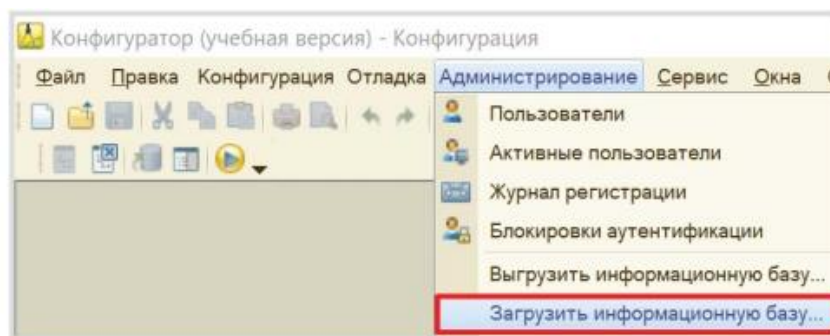 Конфигуратор (учебная версия) - Конфигурация
Файл Правка Конфигурация Отладка Администрирование Сервис Окна
Пользователи
Активные пользователи
Журнал регистрации
Блокировки аутентификации
Выгрузить информационную базу...
Загрузить информационную базу...